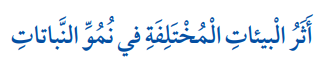 أَثَرُ الْبيئاتِ الْمُخْتَلِفَةِ في نُمُوِّ النَّباتاتِ